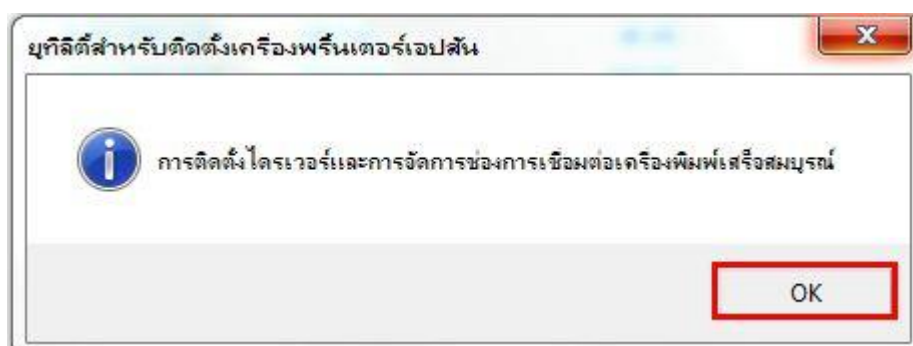 ยูทิลิตี้สำหรับติดตั้งเครื่องพริ้นเตอร์เอปสัน
การติดตั้งไดรเวอร์และการจัดการช่องการเชื่อมต่อเครื่องพิมพ์เสร็จสมบูรณ์
OK